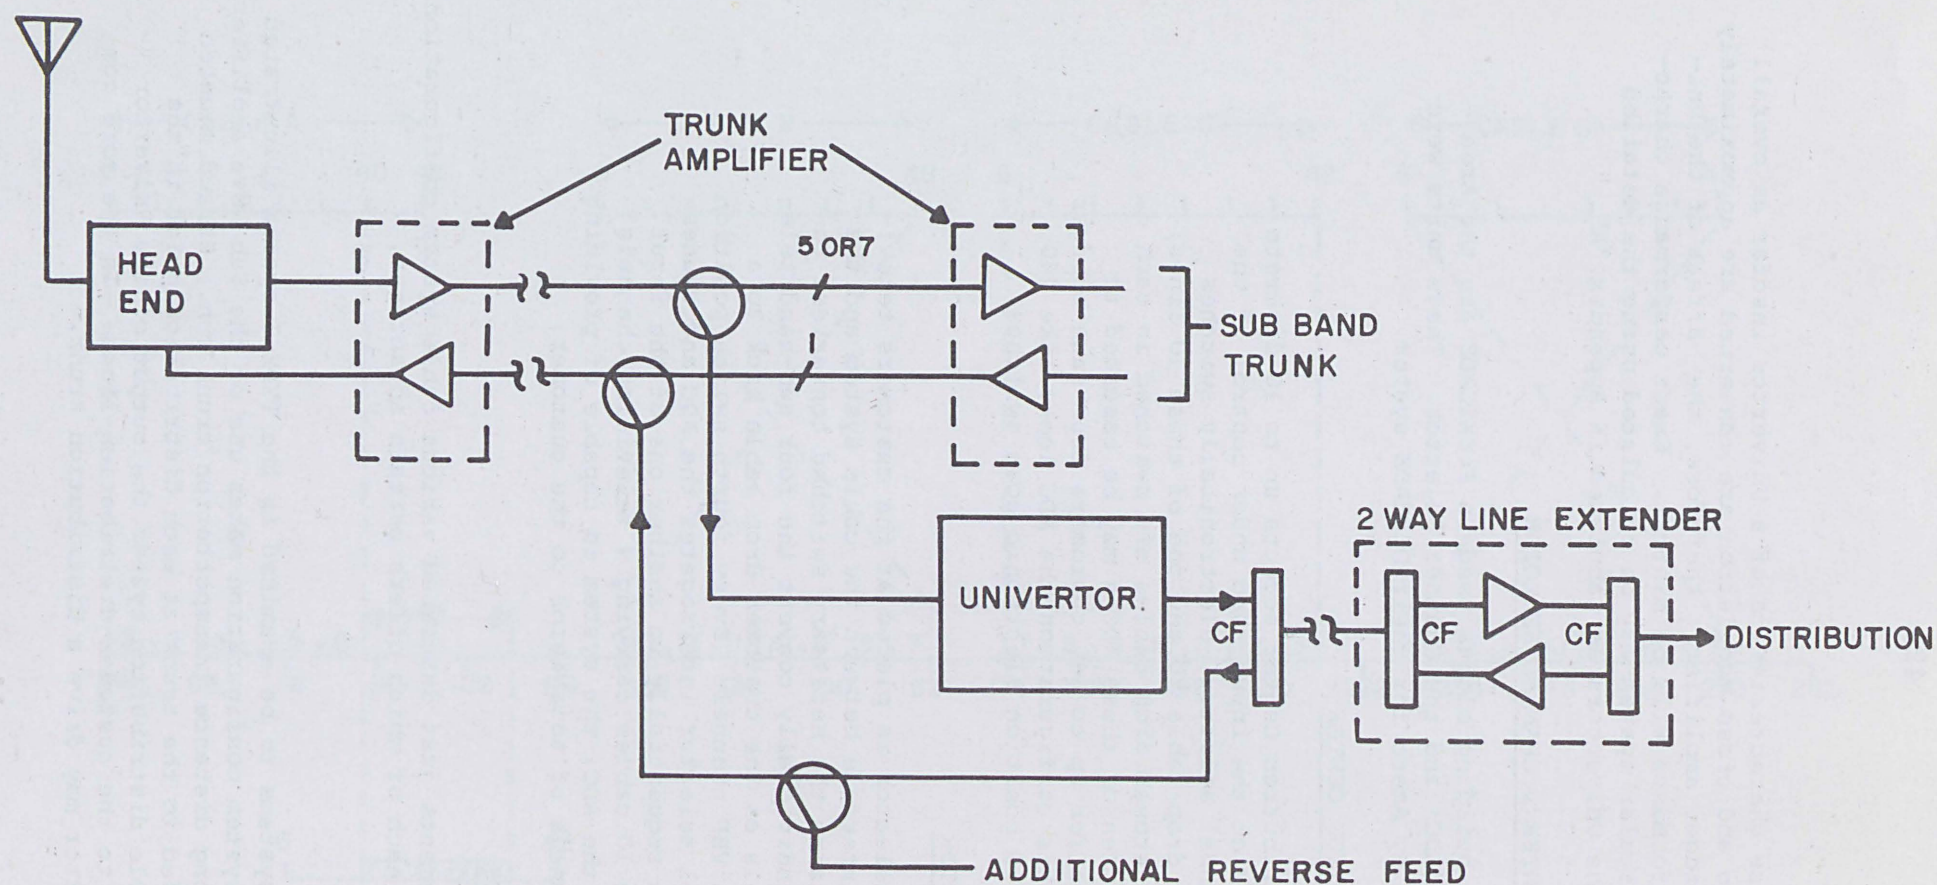 TRUNK
AMPLIFIER
HEAD
END
5 OR7
SUB BAND
TRUNK
2 WAY LINE EXTENDER
UNIVERTOR.
CF
CF
CF
DISTRIBUTION
ADDITIONAL REVERSE FEED